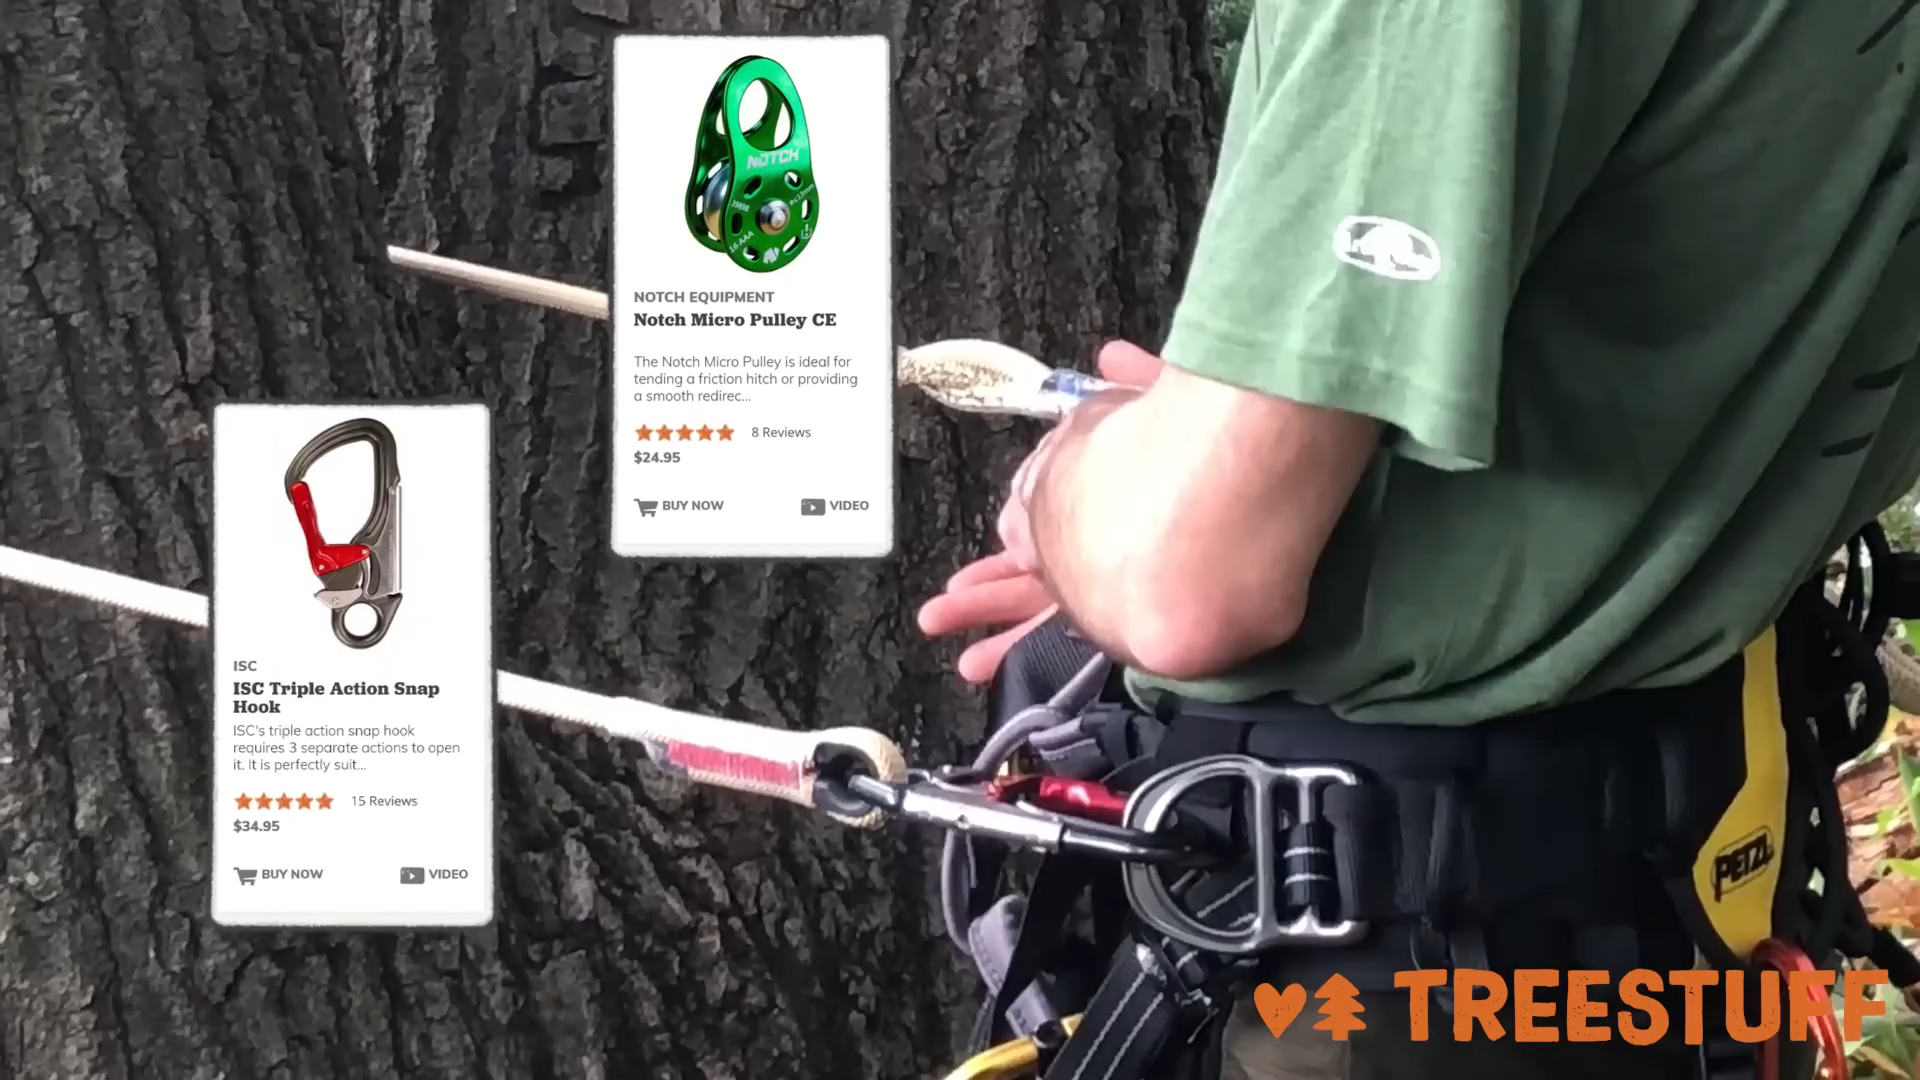 NOTCH
39898
16 AAA
NOTCH EQUIPMENT
Notch Micro Pulley CE
The Notch Micro Pulley is ideal for
tending a friction hitch or providing
a smooth redirec...
8 Reviews
$24.95
BUY NOW
VIDEO
ISC
ISC Triple Action Snap
Hook
ISC's triple action snap hook
requires 3 separate actions to open
it. It is perfectly suit...
15 Reviews
$34.95
BUY NOW
VIDEO
PETZL
TREESTUFF